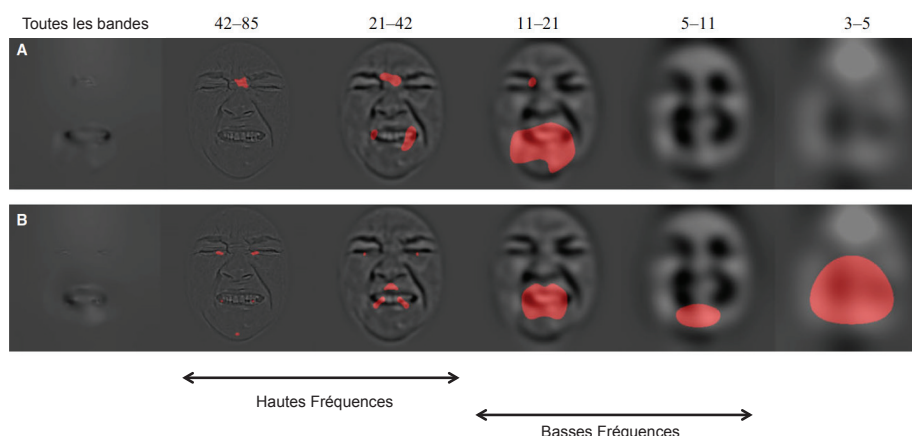 Toutes les bandes 42–85 21–42 11–21 5–11 3–5
A
B
Hautes Fréquences
Basses Fréquences